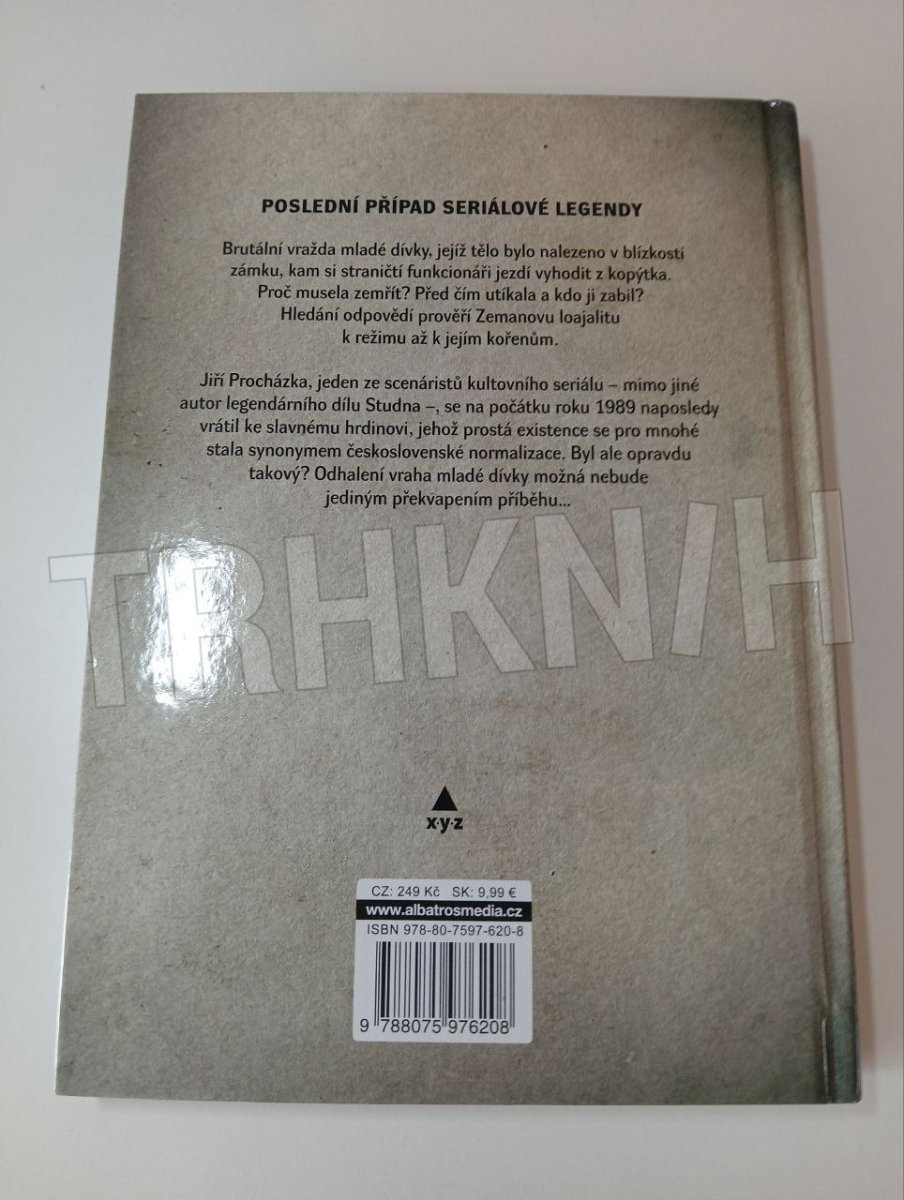 POSLEDNÍ PŘÍPAD SERIÁLOVÉ LEGENDY
Brutální vražda mladé dívky, jejíž tělo bylo nalezeno v blízkosti
zámku, kam si straničtí funkcionáři jezdí vyhodit z kopýtka.
Proč musela zemřít? Před čím utíkala a kdo ji zabil?
Hledání odpovědí prověří Zemanovu loajalitu
k režimu až k jejím kořenům.
Jiří Procházka, jeden ze scenáristů kultovního seriálu – mimo jiné
autor legendárního dílu Studna –, se na počátku roku 1989 naposledy
vrátil ke slavnému hrdinovi, jehož prostá existence se pro mnohé
stala synonymem československé normalizace. Byl ale opravdu
takový? Odhalení vraha mladé dívky možná nebude
jediným překvapením příběhu...
TRHKNIH
x·y·z
CZ: 249 Kč SK: 9,99 €
www.albatrosmedia.cz
ISBN 978-80-7597-620-8
9 788075 976208